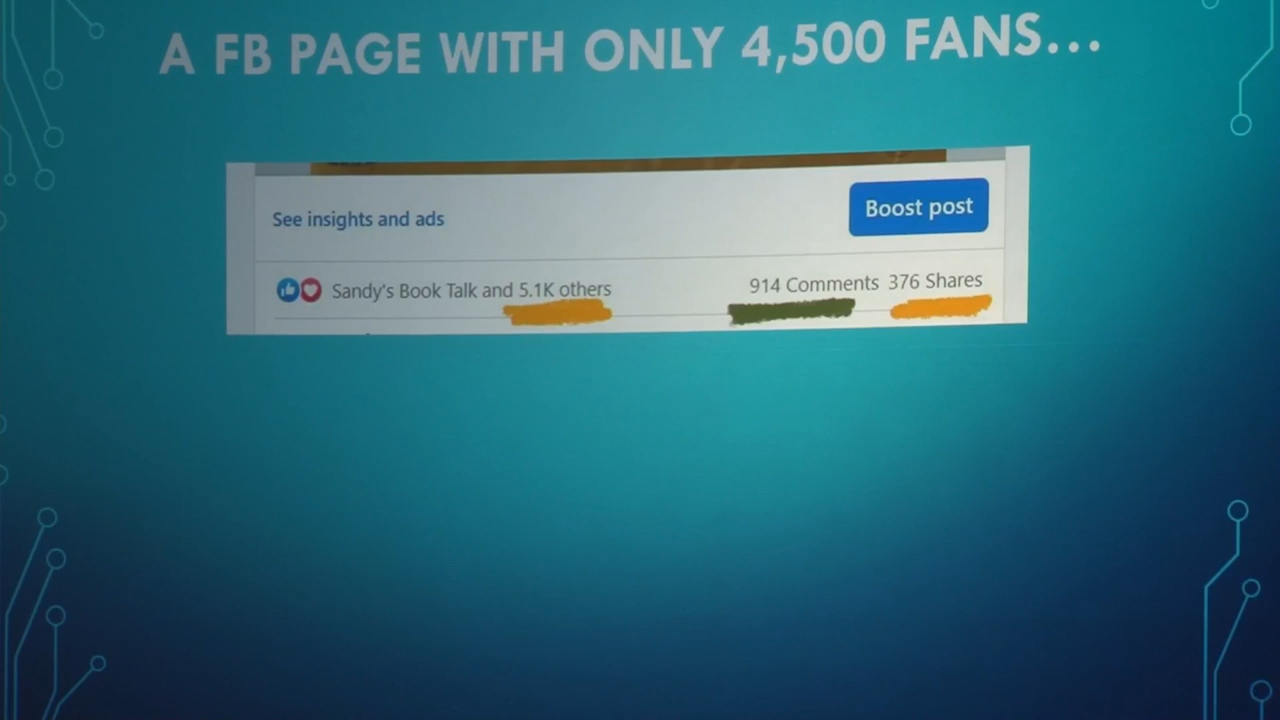 A FB PAGE WITH ONLY 4,500 FANS...
See insights and ads
Boost post
Sandy's Book Talk and 5.1K others
914 Comments 376 Shares